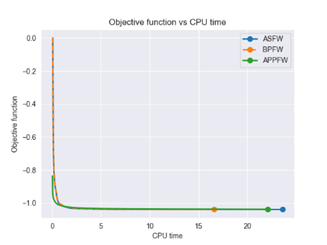 Objective function vs CPU time
ASFW
BPFW
APPFW
Objective function
0.0
−0.2
−0.4
−0.6
−0.8
−1.0
0
5
10
15
20
CPU time